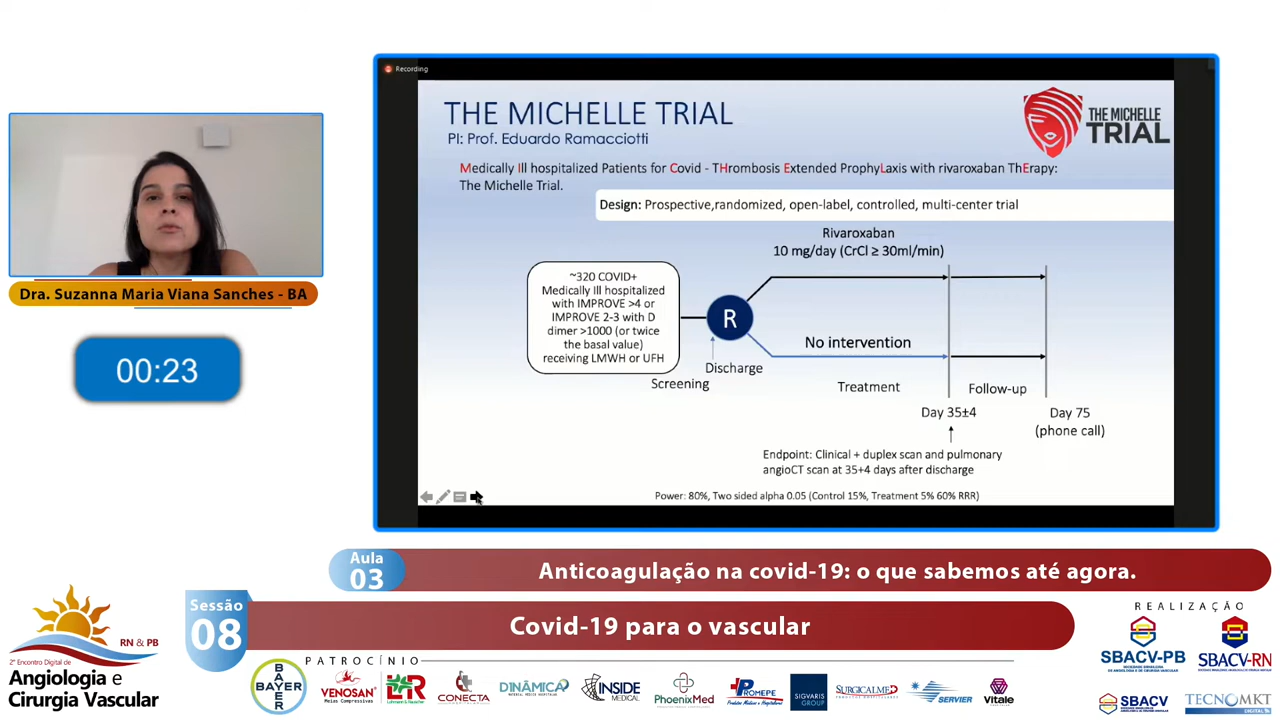 Recording
THE MICHELLE TRIAL
PI: Prof. Eduardo Ramacciotti
THE MICHELLE
TRIAL
Medically Ill hospitalized Patients for Covid - THrombosis Extended ProphyLaxis with rivaroxaban ThErapy:
The Michelle Trial.
Design: Prospective,randomized, open-label, controlled, multi-center trial
Rivaroxaban
10 mg/day (CrCl ≥ 30ml/min)
~320 COVID+
Medically Ill hospitalized
with IMPROVE >4 or
IMPROVE 2-3 with D
dimer >1000 (or twice
the basal value)
receiving LMWH or UFH
R
No intervention
Discharge
Screening
Treatment
Follow-up
Day 35±4
Day 75
(phone call)
Endpoint: Clinical + duplex scan and pulmonary
angioCT scan at 35+4 days after discharge
Power: 80%, Two sided alpha 0.05 (Control 15%, Treatment 5% 60% RRR)
Dra. Suzanna Maria Viana Sanches - BA
00:23
Aula
03
Anticoagulação na covid-19: o que sabemos até agora.
Sessão
08
Covid-19 para o vascular
RN & PB
2º Encontro Digital de
Angiologia e
Cirurgia Vascular
PATROCÍNIO
BAYER
BAYER
VENOSAN
Meias Compressivas
L&R
CONECTA
DINÂMICA
INSIDE
MEDICAL
PhoenixMed
PROMEPE
Produtos Médicos e Hospitalares
SIGVARIS
GROUP
SURGICALMED
SERVIER
Vitale
REALIZAÇÃO
SBACV-PB
SBACV-RN
SBACV
TECNOMKT
DIGITAL